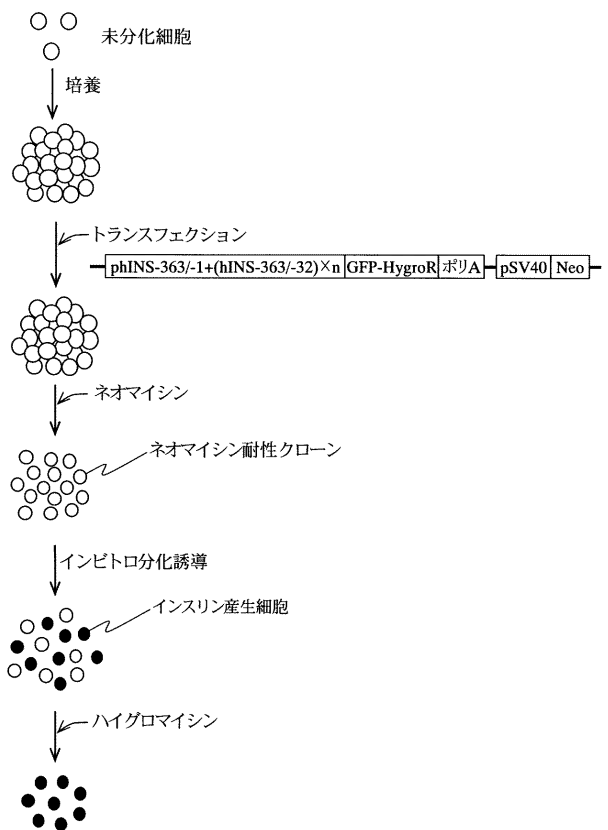 未分化細胞
培養
トランスフェクション
phINS-363/-1+(hINS-363/-32)×n GFP-HygroR ポリA pSV40 Neo
ネオマイシン
ネオマイシン耐性クローン
インビトロ分化誘導
インスリン産生細胞
ハイグロマイシン